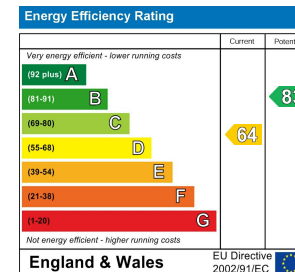 Energy Efficiency Rating
Current
Very energy efficient - lower running costs
(92 plus) A
(81-91) B
(69-80) C
(55-68) D
64
(39-54) E
(21-38) F
(1-20) G
Not energy efficient - higher running costs
England & Wales
EU Directive
2002/91/EC